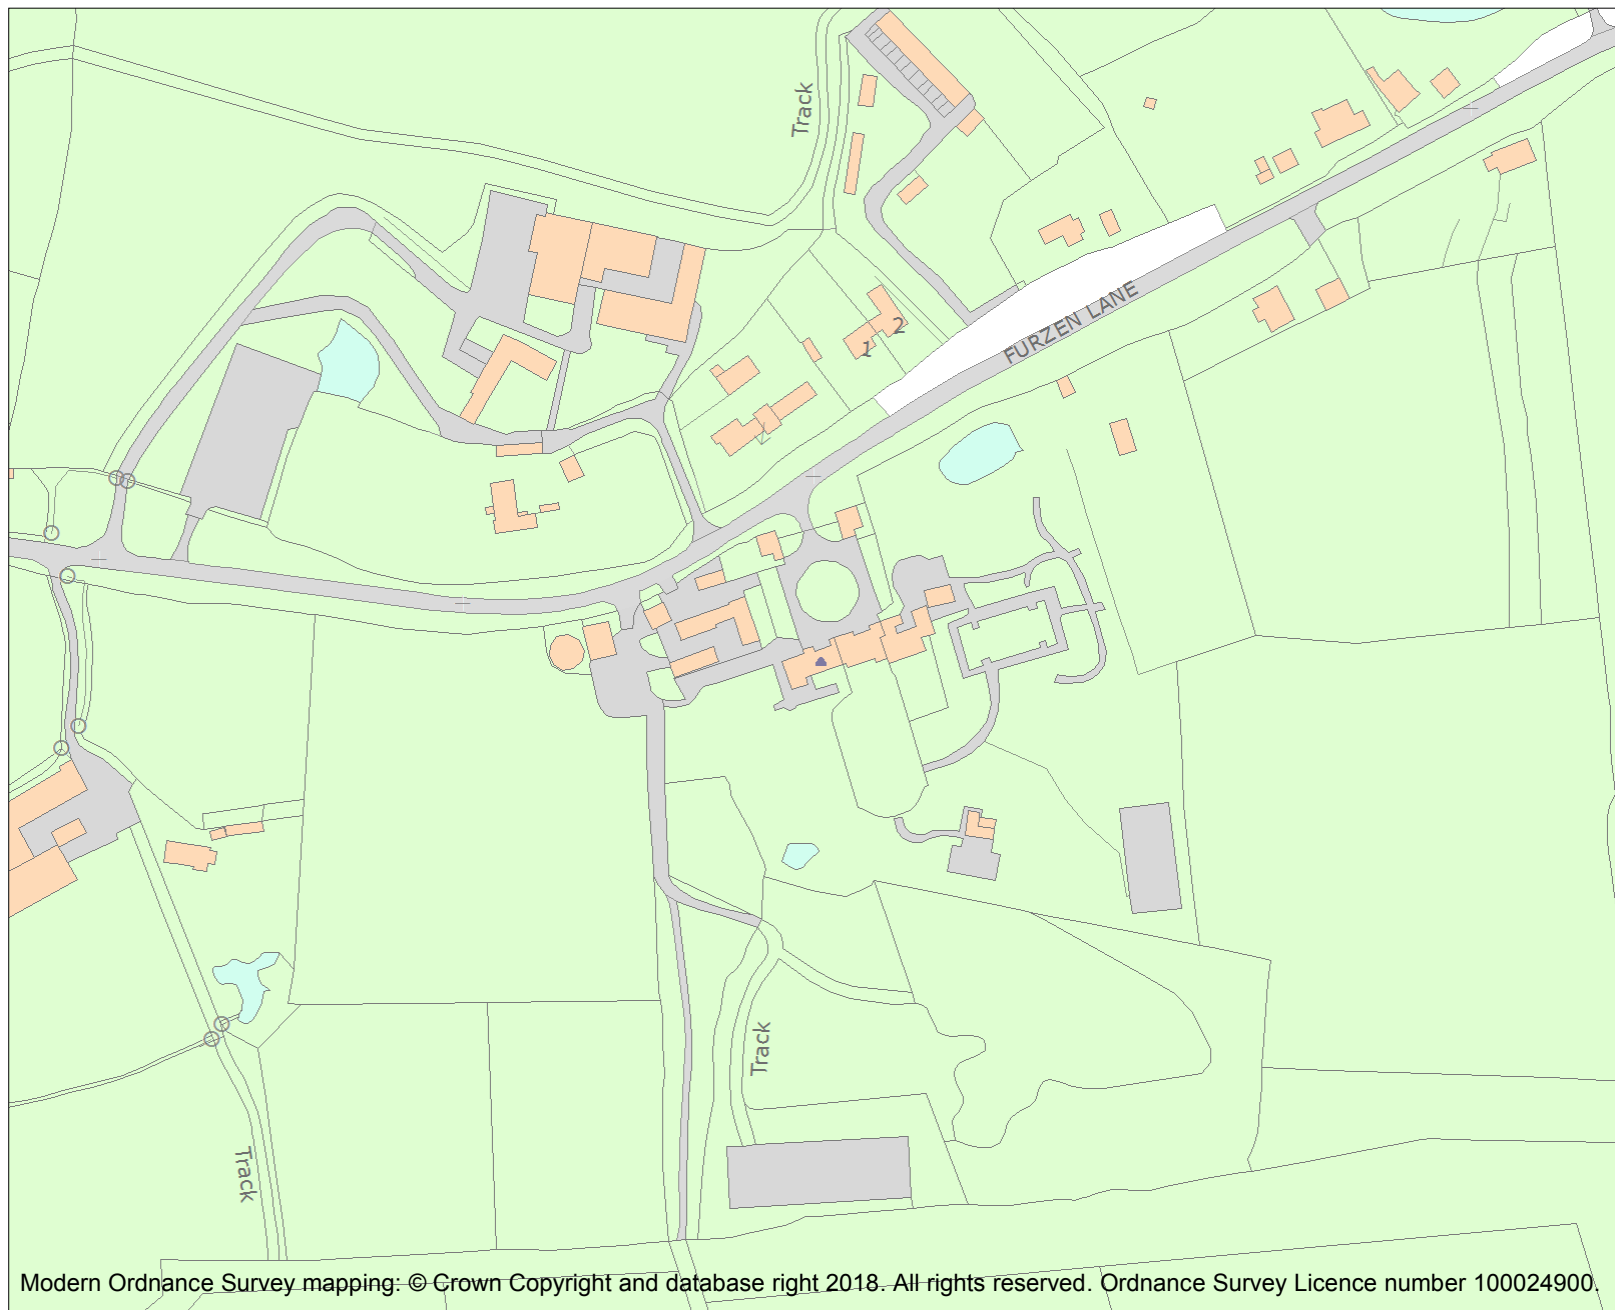 Track
FURZEN LANE
2
1
Track
Track
Modern Ordnance Survey mapping: © Crown Copyright and database right 2018. All rights reserved. Ordnance Survey Licence number 100024900.